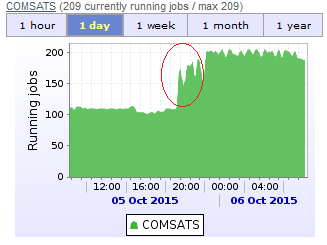 COMSATS (209 currently running jobs / max 209)
1 hour 1 day 1 week 1 month 1 year
Running jobs
200
150
100
50
0
12:00 16:00 20:00 00:00 04:00
05 Oct 2015 06 Oct 2015
COMSATS